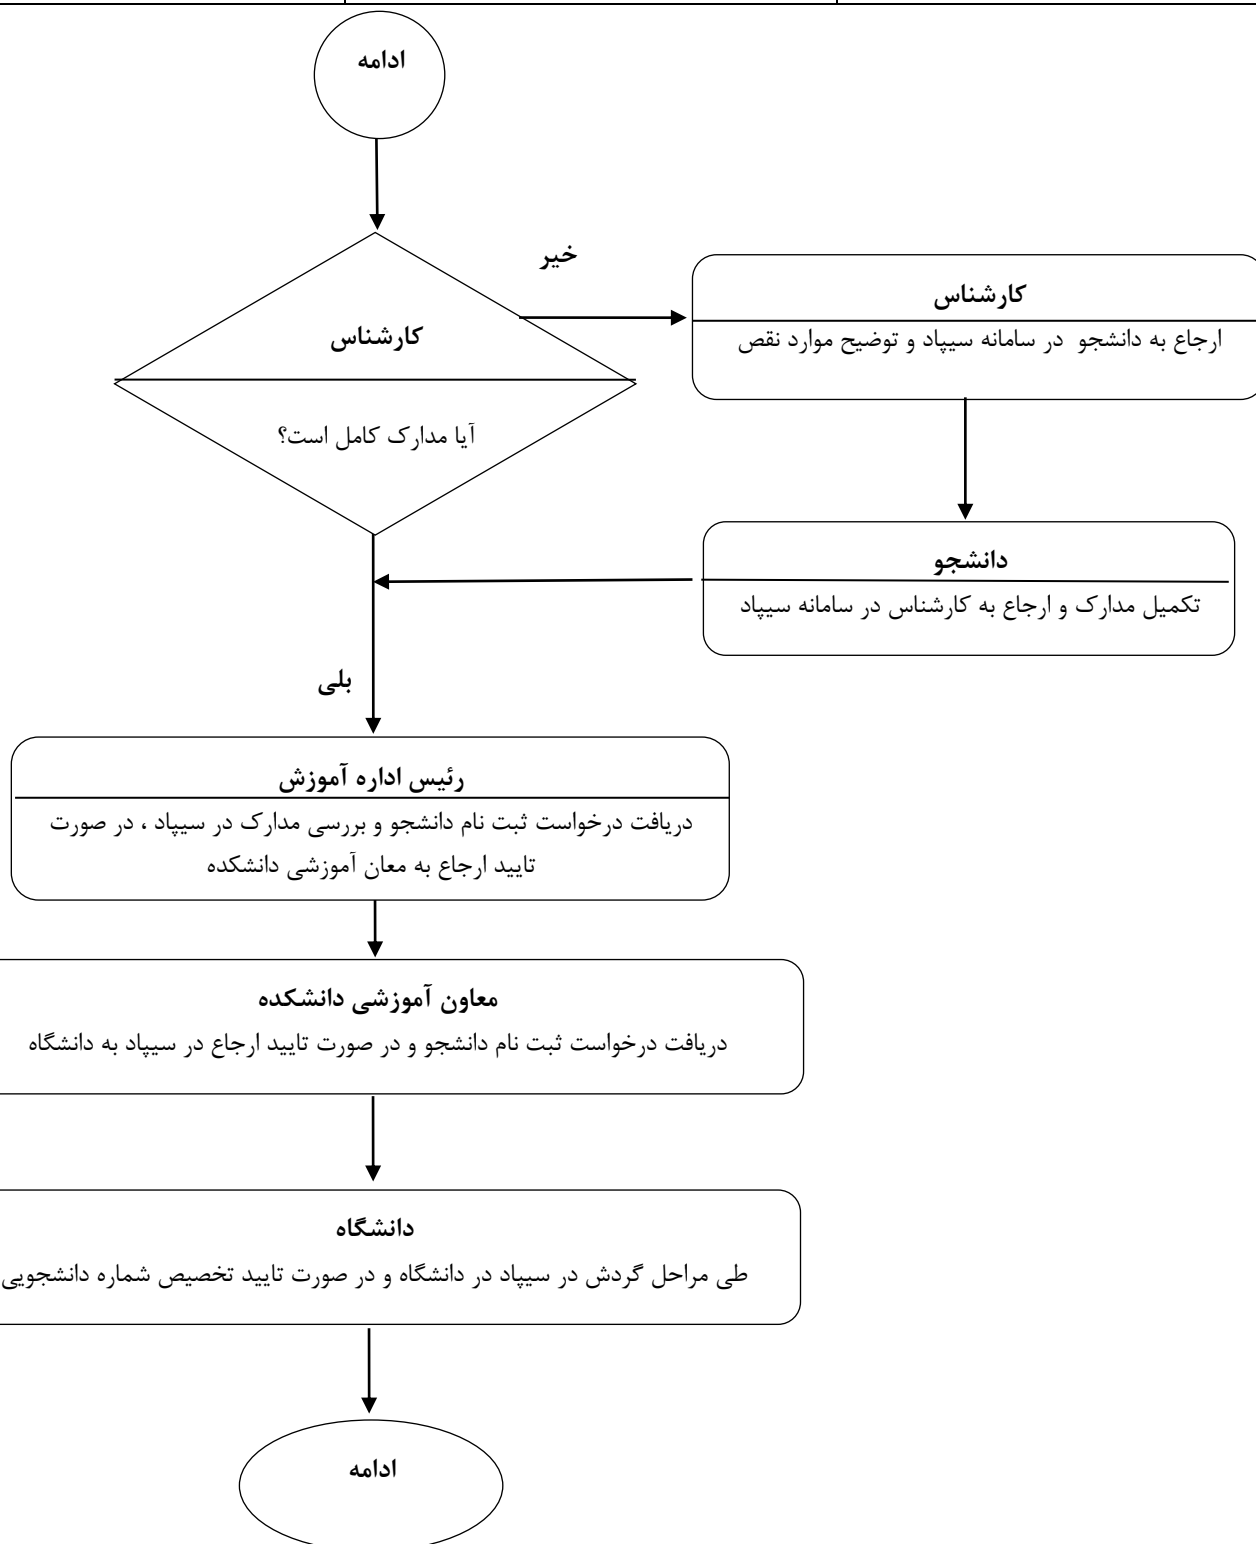 ادامه
خیر
کارشناس
ارجاع به دانشجو در سامانه سیپاد و توضیح موارد نقص
کارشناس
آیا مدارک کامل است؟
دانشجو
تکمیل مدارک و ارجاع به کارشناس در سامانه سیپاد
بلی
رئیس اداره آموزش
دریافت درخواست ثبت نام دانشجو و بررسی مدارک در سیپاد ، در صورت
تایید ارجاع به معان آموزشی دانشکده
معاون آموزشی دانشکده
دریافت درخواست ثبت نام دانشجو و در صورت تایید ارجاع در سیپاد به دانشگاه
دانشگاه
طی مراحل گردش در سیپاد در دانشگاه و در صورت تایید تخصیص شماره دانشجویی
ادامه